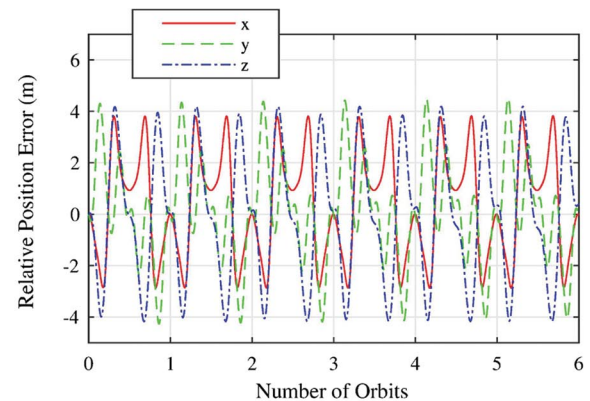 x
y
z
Relative Position Error (m)
6
4
2
0
-2
-4
0 1 2 3 4 5 6
Number of Orbits